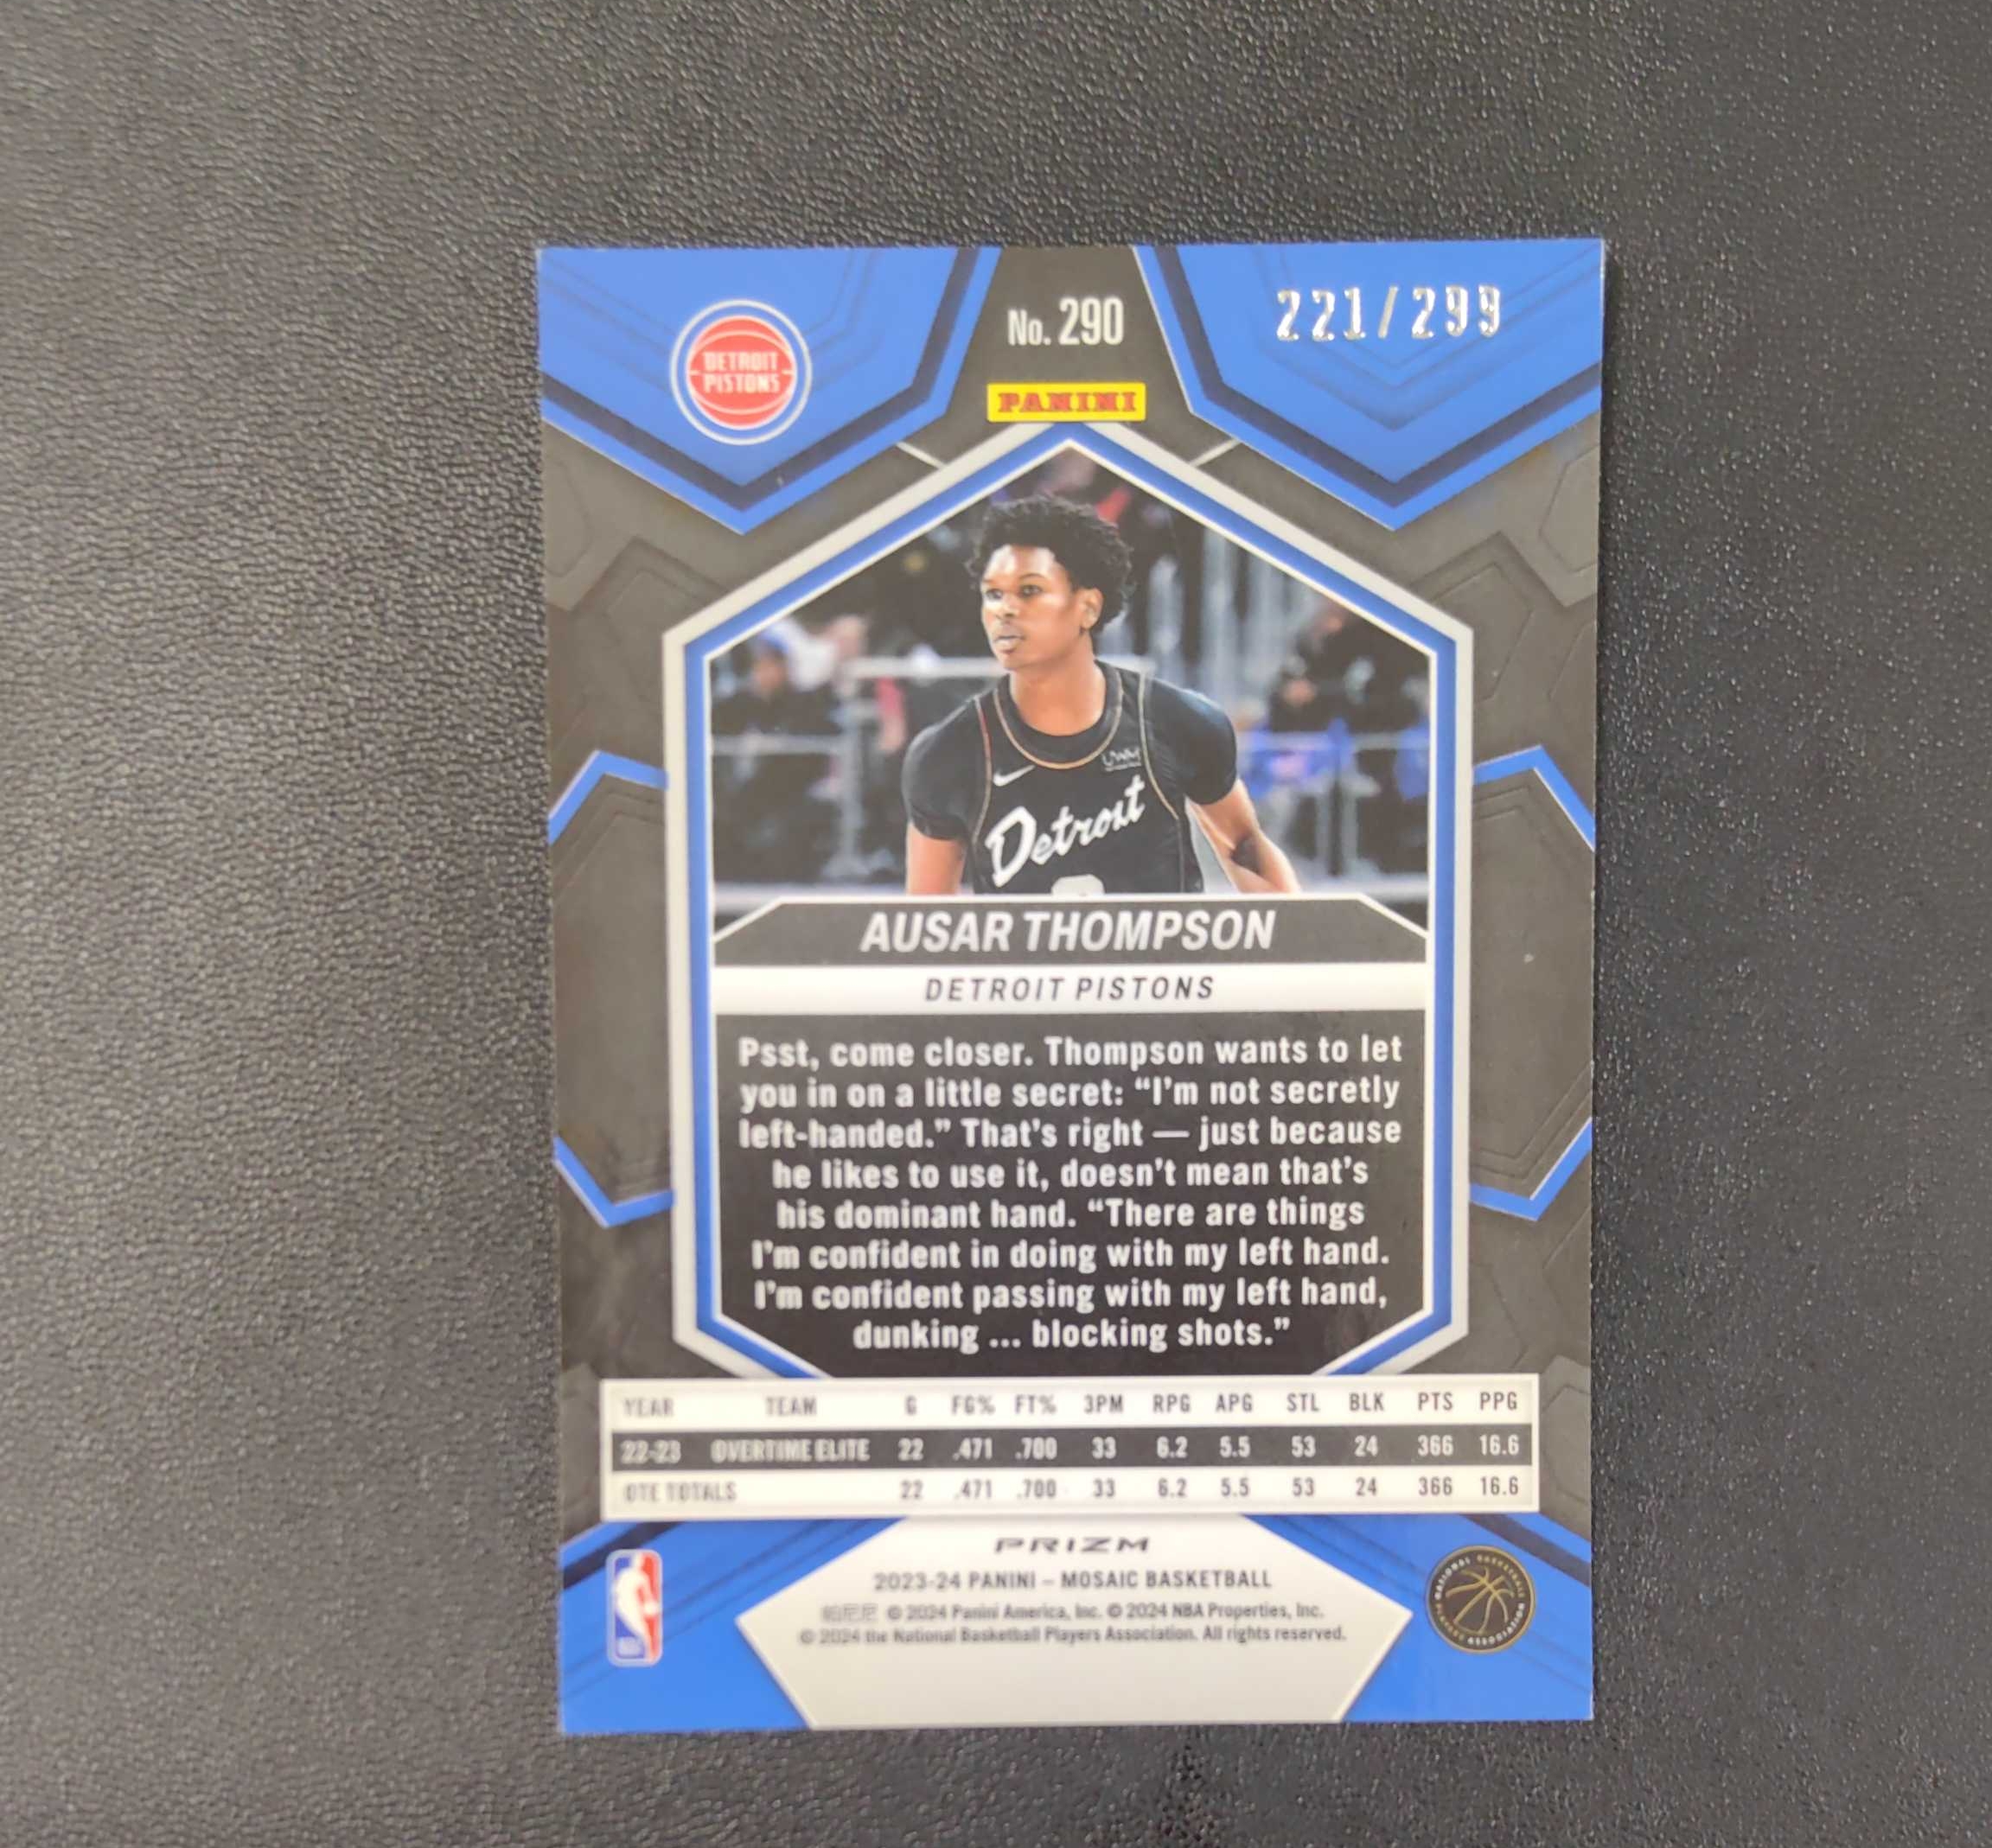 No. 290
221/299
DETROIT
PISTONS
PANINI
UWM
Detroit
AUSAR THOMPSON
DETROIT PISTONS
Psst, come closer. Thompson wants to let
you in on a little secret: “I’m not secretly
left-handed.” That’s right — just because
he likes to use it, doesn’t mean that’s
his dominant hand. “There are things
I’m confident in doing with my left hand.
I’m confident passing with my left hand,
dunking ... blocking shots.”
YEAR TEAM G FG% FT% 3PM RPG APG STL BLK PTS PPG
22-23 OVERTIME ELITE 22 .471 .700 33 6.2 5.5 53 24 366 16.6
OTE TOTALS 22 .471 .700 33 6.2 5.5 53 24 366 16.6
PRIZM
2023-24 PANINI – MOSAIC BASKETBALL
© 2024 Panini America, Inc. © 2024 NBA Properties, Inc.
© 2024 the National Basketball Players Association. All rights reserved.
NATIONAL BASKETBALL PLAYERS ASSOCIATION